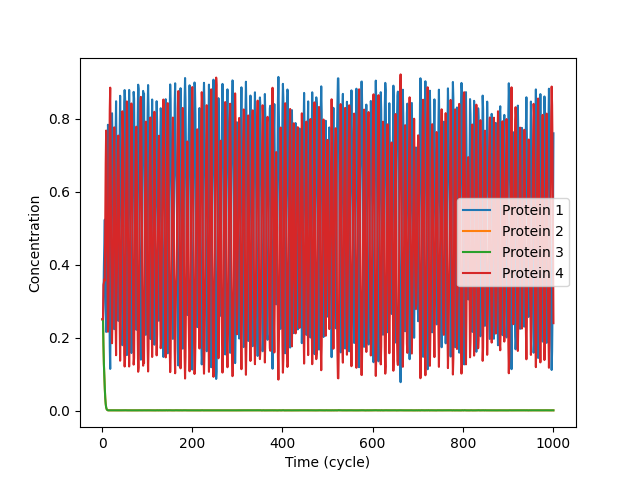 Concentration
0.8
0.6
0.4
0.2
0.0
Protein 1
Protein 2
Protein 3
Protein 4
0 200 400 600 800 1000
Time (cycle)